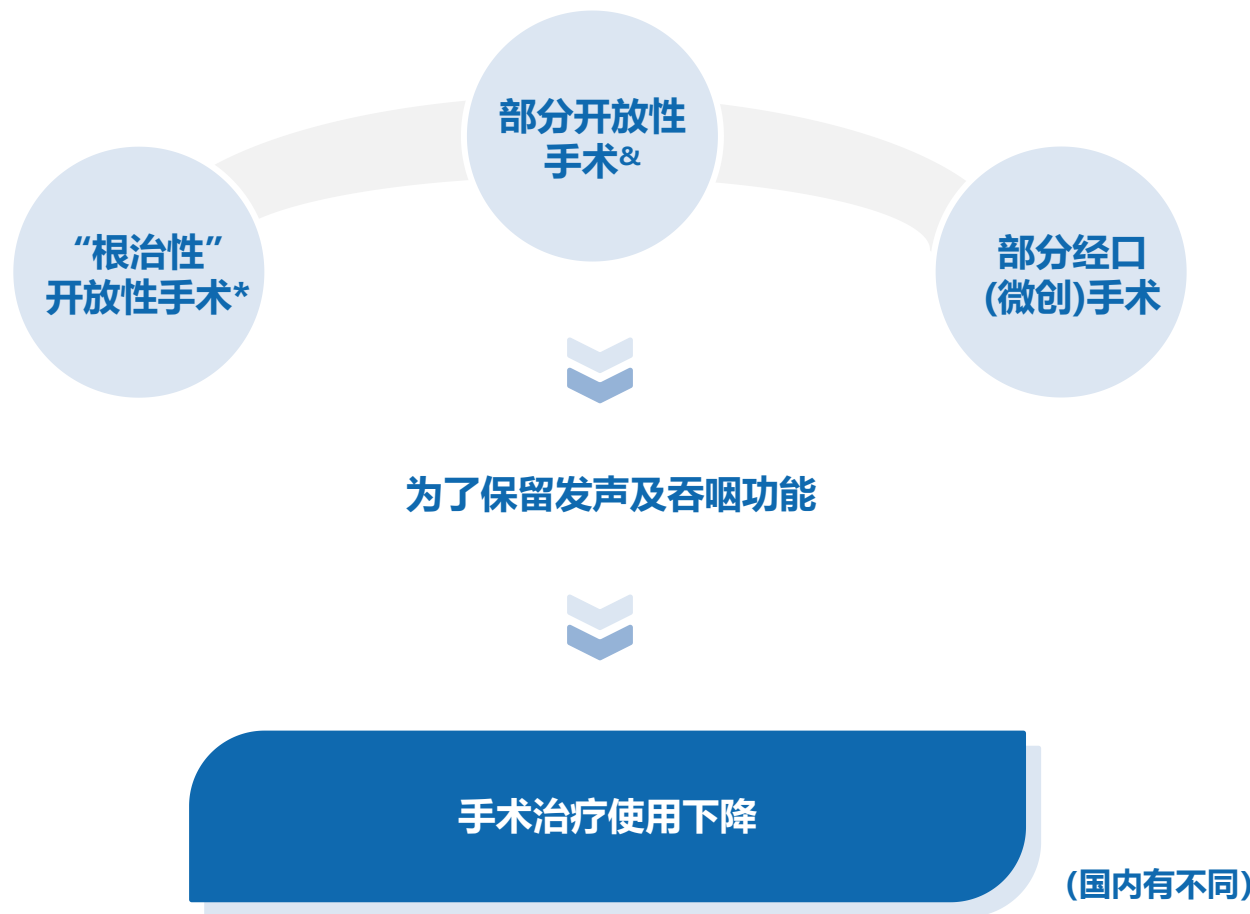 部分开放性
手术&
“根治性”
开放性手术*
部分经口
(微创)手术
为了保留发声及吞咽功能
手术治疗使用下降
(国内有不同)